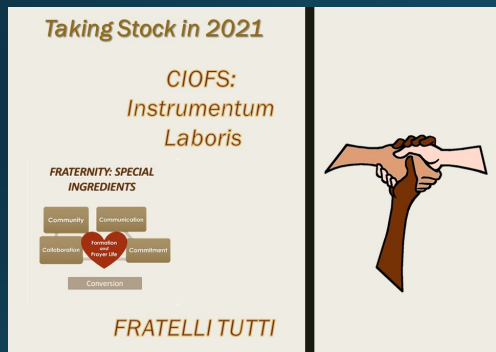 Taking Stock in 2021
CIOFS:
Instrumentum
Laboris
FRATERNITY: SPECIAL
INGREDIENTS
Community
Communication
Collaboration
Formation
and
Prayer Life
Commitment
Conversion
FRATELLI TUTTI